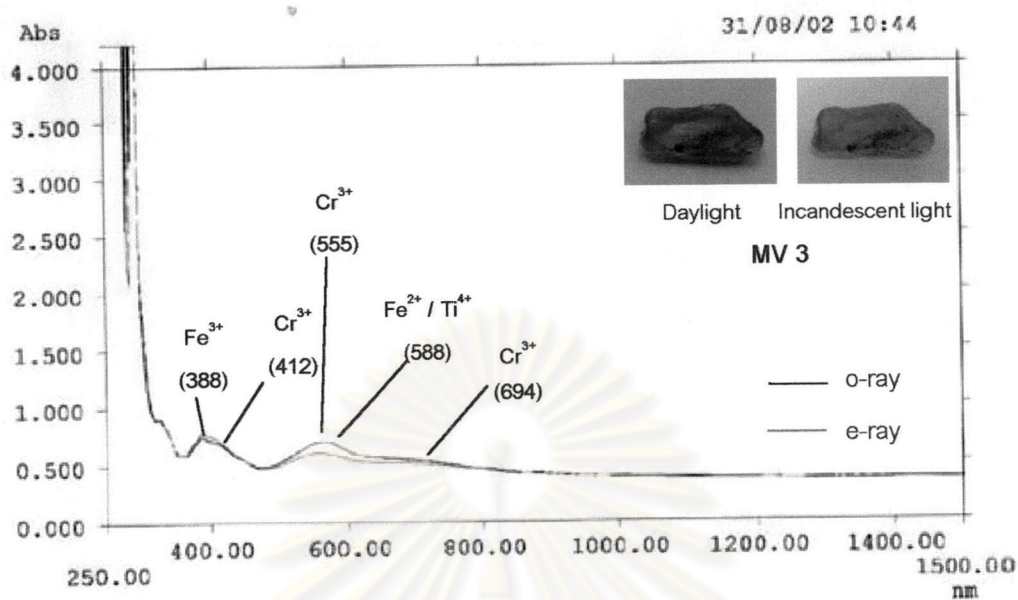 31/08/02 10:44
Abs
4.000
3.500
3.000
2.500
2.000
1.500
1.000
0.500
0.000
Daylight
Incandescent light
MV 3
Cr³⁺
(555)
Fe²⁺ / Ti⁴⁺
(588)
Fe³⁺
(388)
Cr³⁺
(412)
Cr³⁺
(694)
o-ray
e-ray
250.00
400.00
600.00
800.00
1000.00
1200.00
1400.00
1500.00
nm